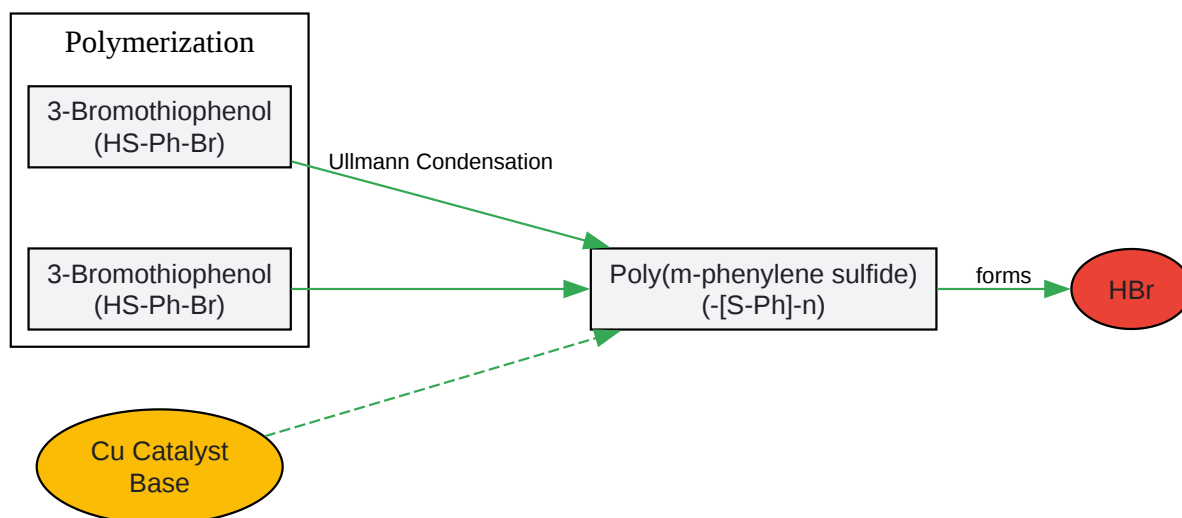 Polymerization
3-Bromothiophenol
(HS-Ph-Br)
Ullmann Condensation
3-Bromothiophenol
(HS-Ph-Br)
Poly(m-phenylene sulfide)
(-[S-Ph]-n)
forms
HBr
Cu Catalyst
Base